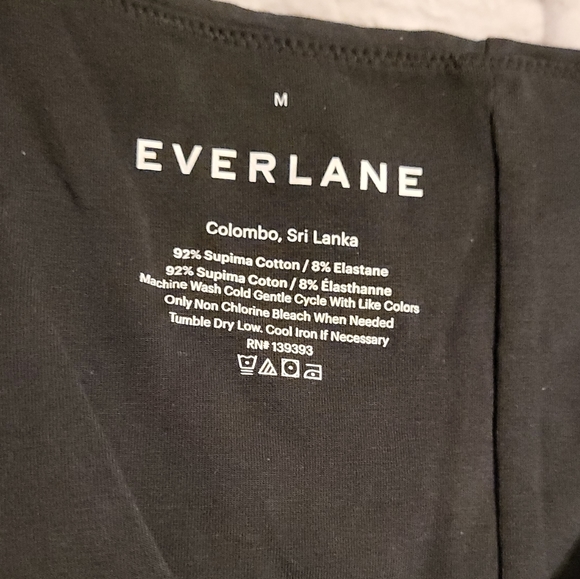 M
EVERLANE
Colombo, Sri Lanka
92% Supima Cotton / 8% Elastane
92% Supima Coton / 8% Élasthanne
Machine Wash Cold Gentle Cycle With Like Colors
Only Non Chlorine Bleach When Needed
Tumble Dry Low. Cool Iron If Necessary
RN# 139393